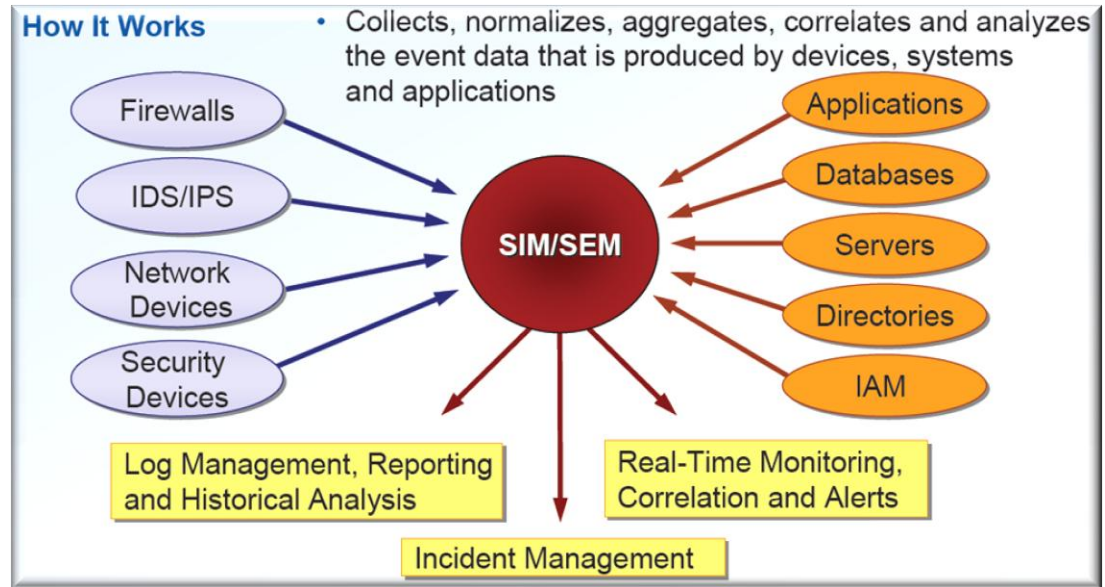 How It Works
• Collects, normalizes, aggregates, correlates and analyzes
the event data that is produced by devices, systems
and applications
Firewalls
IDS/IPS
Network
Devices
Security
Devices
SIM/SEM
Applications
Databases
Servers
Directories
IAM
Log Management, Reporting
and Historical Analysis
Real-Time Monitoring,
Correlation and Alerts
Incident Management